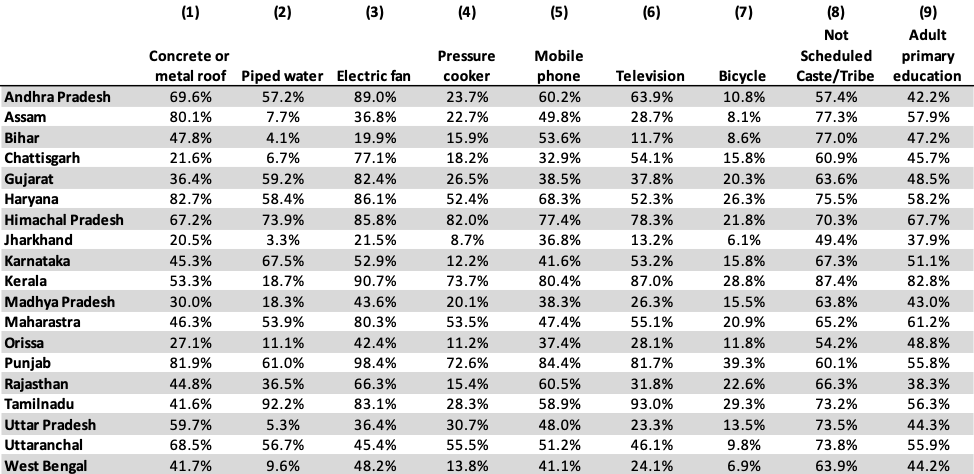 (1) (2) (3) (4) (5) (6) (7) (8) (9)
Not Adult
Concrete or Pressure Mobile Scheduled primary
metal roof Piped water Electric fan cooker phone Television Bicycle Caste/Tribe education
Andhra Pradesh 69.6% 57.2% 89.0% 23.7% 60.2% 63.9% 10.8% 57.4% 42.2%
Assam 80.1% 7.7% 36.8% 22.7% 49.8% 28.7% 8.1% 77.3% 57.9%
Bihar 47.8% 4.1% 19.9% 15.9% 53.6% 11.7% 8.6% 77.0% 47.2%
Chattisgarh 21.6% 6.7% 77.1% 18.2% 32.9% 54.1% 15.8% 60.9% 45.7%
Gujarat 36.4% 59.2% 82.4% 26.5% 38.5% 37.8% 20.3% 63.6% 48.5%
Haryana 82.7% 58.4% 86.1% 52.4% 68.3% 52.3% 26.3% 75.5% 58.2%
Himachal Pradesh 67.2% 73.9% 85.8% 82.0% 77.4% 78.3% 21.8% 70.3% 67.7%
Jharkhand 20.5% 3.3% 21.5% 8.7% 36.8% 13.2% 6.1% 49.4% 37.9%
Karnataka 45.3% 67.5% 52.9% 12.2% 41.6% 53.2% 15.8% 67.3% 51.1%
Kerala 53.3% 18.7% 90.7% 73.7% 80.4% 87.0% 28.8% 87.4% 82.8%
Madhya Pradesh 30.0% 18.3% 43.6% 20.1% 38.3% 26.3% 15.5% 63.8% 43.0%
Maharastra 46.3% 53.9% 80.3% 53.5% 47.4% 55.1% 20.9% 65.2% 61.2%
Orissa 27.1% 11.1% 42.4% 11.2% 37.4% 28.1% 11.8% 54.2% 48.8%
Punjab 81.9% 61.0% 98.4% 72.6% 84.4% 81.7% 39.3% 60.1% 55.8%
Rajasthan 44.8% 36.5% 66.3% 15.4% 60.5% 31.8% 22.6% 66.3% 38.3%
Tamilnadu 41.6% 92.2% 83.1% 28.3% 58.9% 93.0% 29.3% 73.2% 56.3%
Uttar Pradesh 59.7% 5.3% 36.4% 30.7% 48.0% 23.3% 13.5% 73.5% 44.3%
Uttaranchal 68.5% 56.7% 45.4% 55.5% 51.2% 46.1% 9.8% 73.8% 55.9%
West Bengal 41.7% 9.6% 48.2% 13.8% 41.1% 24.1% 6.9% 63.9% 44.2%